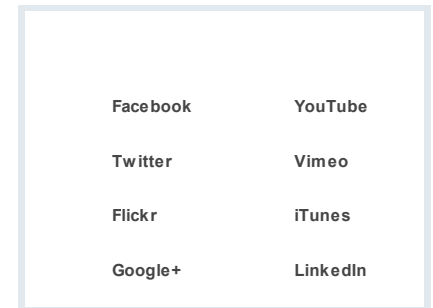 Facebook YouTube
Twitter Vimeo
Flickr iTunes
Google+ LinkedIn